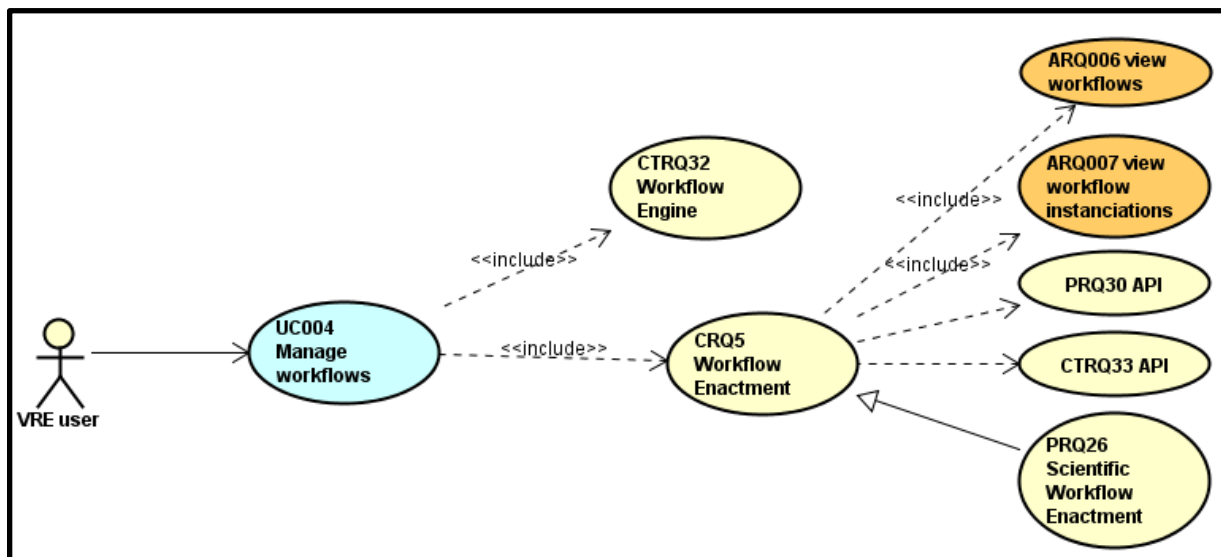 ARQ006 view
workflows
CTRQ32
Workflow
Engine
ARQ007 view
workflow
instanciations
<<include>>
<<include>>
<<include>>
PRQ30 API
UC004
Manage
workflows
<<include>>
CRQ5
Workflow
Enactment
CTRQ33 API
VRE user
PRQ26
Scientific
Workflow
Enactment